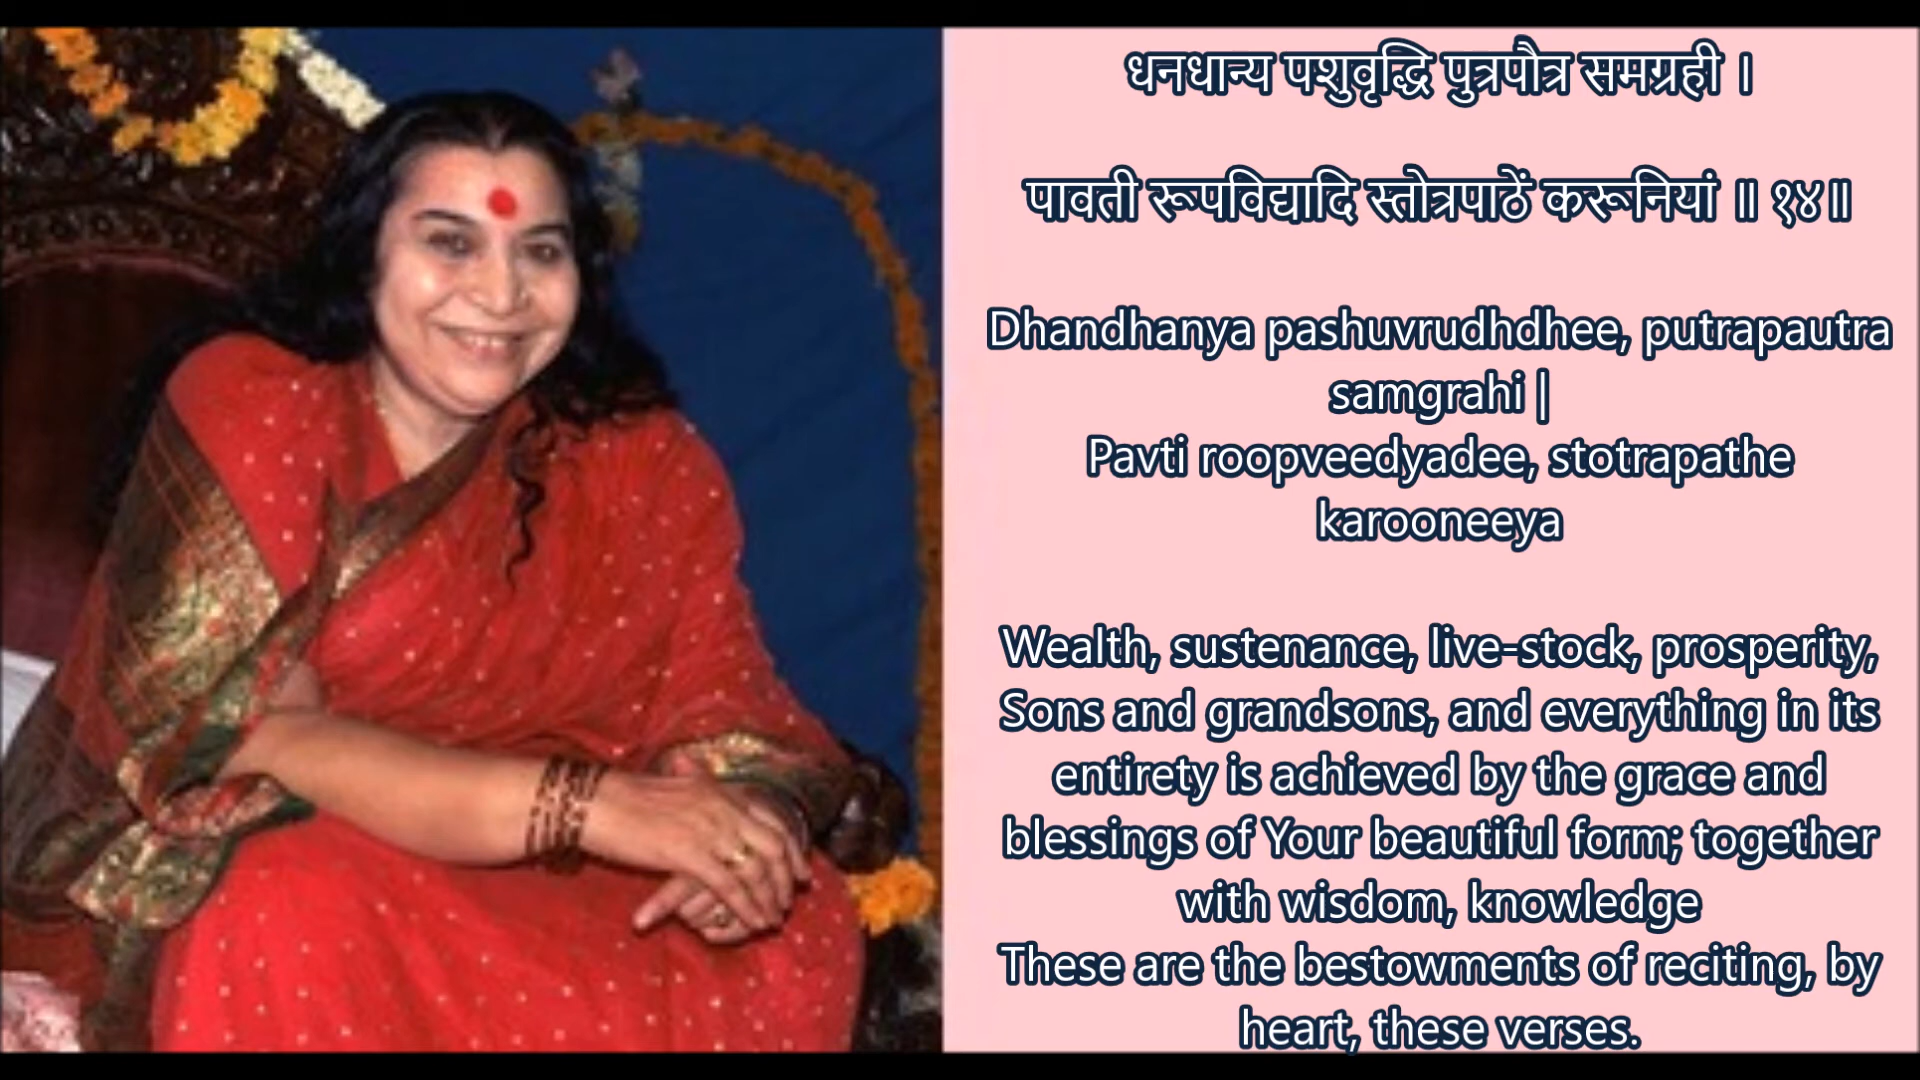 धनधान्य पशुवृद्धि पुत्रपौत्र समग्रही ।
पावती रूपविद्यादि स्तोत्रपाठें करूनियां ॥ १४॥
Dhandhanya pashuvrudhdhee, putrapautra
samgrahi |
Pavti roopveedyadee, stotrapathe
karooneeya
Wealth, sustenance, live-stock, prosperity,
Sons and grandsons, and everything in its
entirety is achieved by the grace and
blessings of Your beautiful form; together
with wisdom, knowledge
These are the bestowments of reciting, by
heart, these verses.